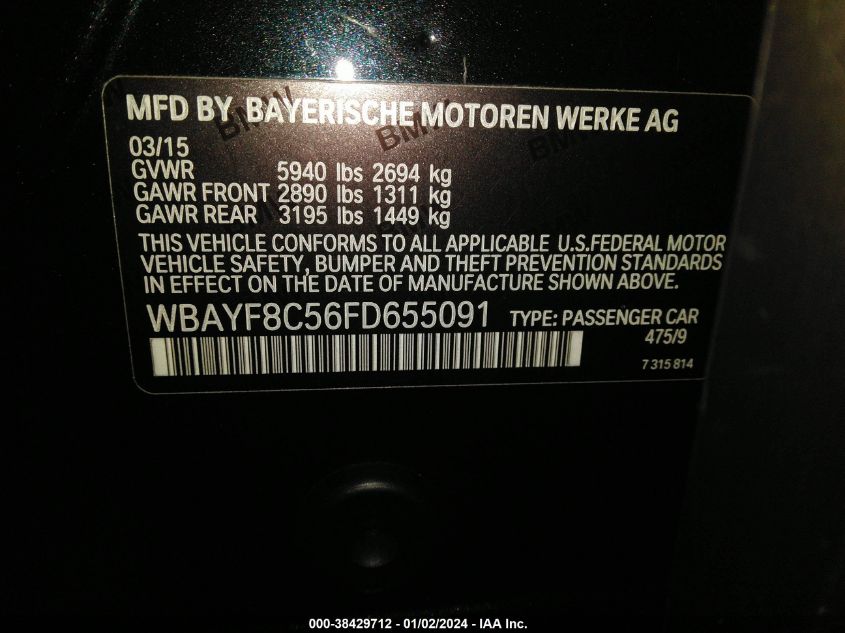 MFD BY BAYERISCHE MOTOREN WERKE AG
03/15
GVWR 5940 lbs 2694 kg
GAWR FRONT 2890 lbs 1311 kg
GAWR REAR 3195 lbs 1449 kg
THIS VEHICLE CONFORMS TO ALL APPLICABLE U.S.FEDERAL MOTOR
VEHICLE SAFETY, BUMPER AND THEFT PREVENTION STANDARDS
IN EFFECT ON THE DATE OF MANUFACTURE SHOWN ABOVE.
WBAYF8C56FD655091 TYPE: PASSENGER CAR
475/9
7 315 814
000-38429712 - 01/02/2024 - IAA Inc.